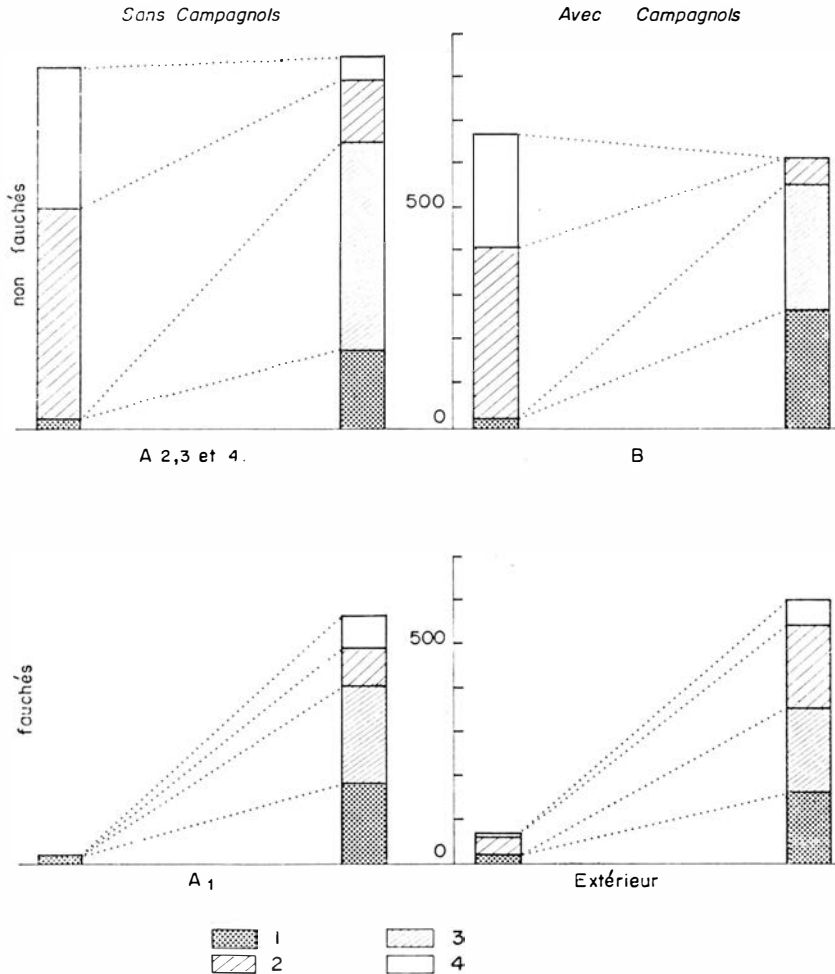 Sans Campagnols
Avec Campagnols
non fauchés
500
0
A 2,3 et 4.
B
fauchés
500
0
A1
Extérieur
1 3
2 4